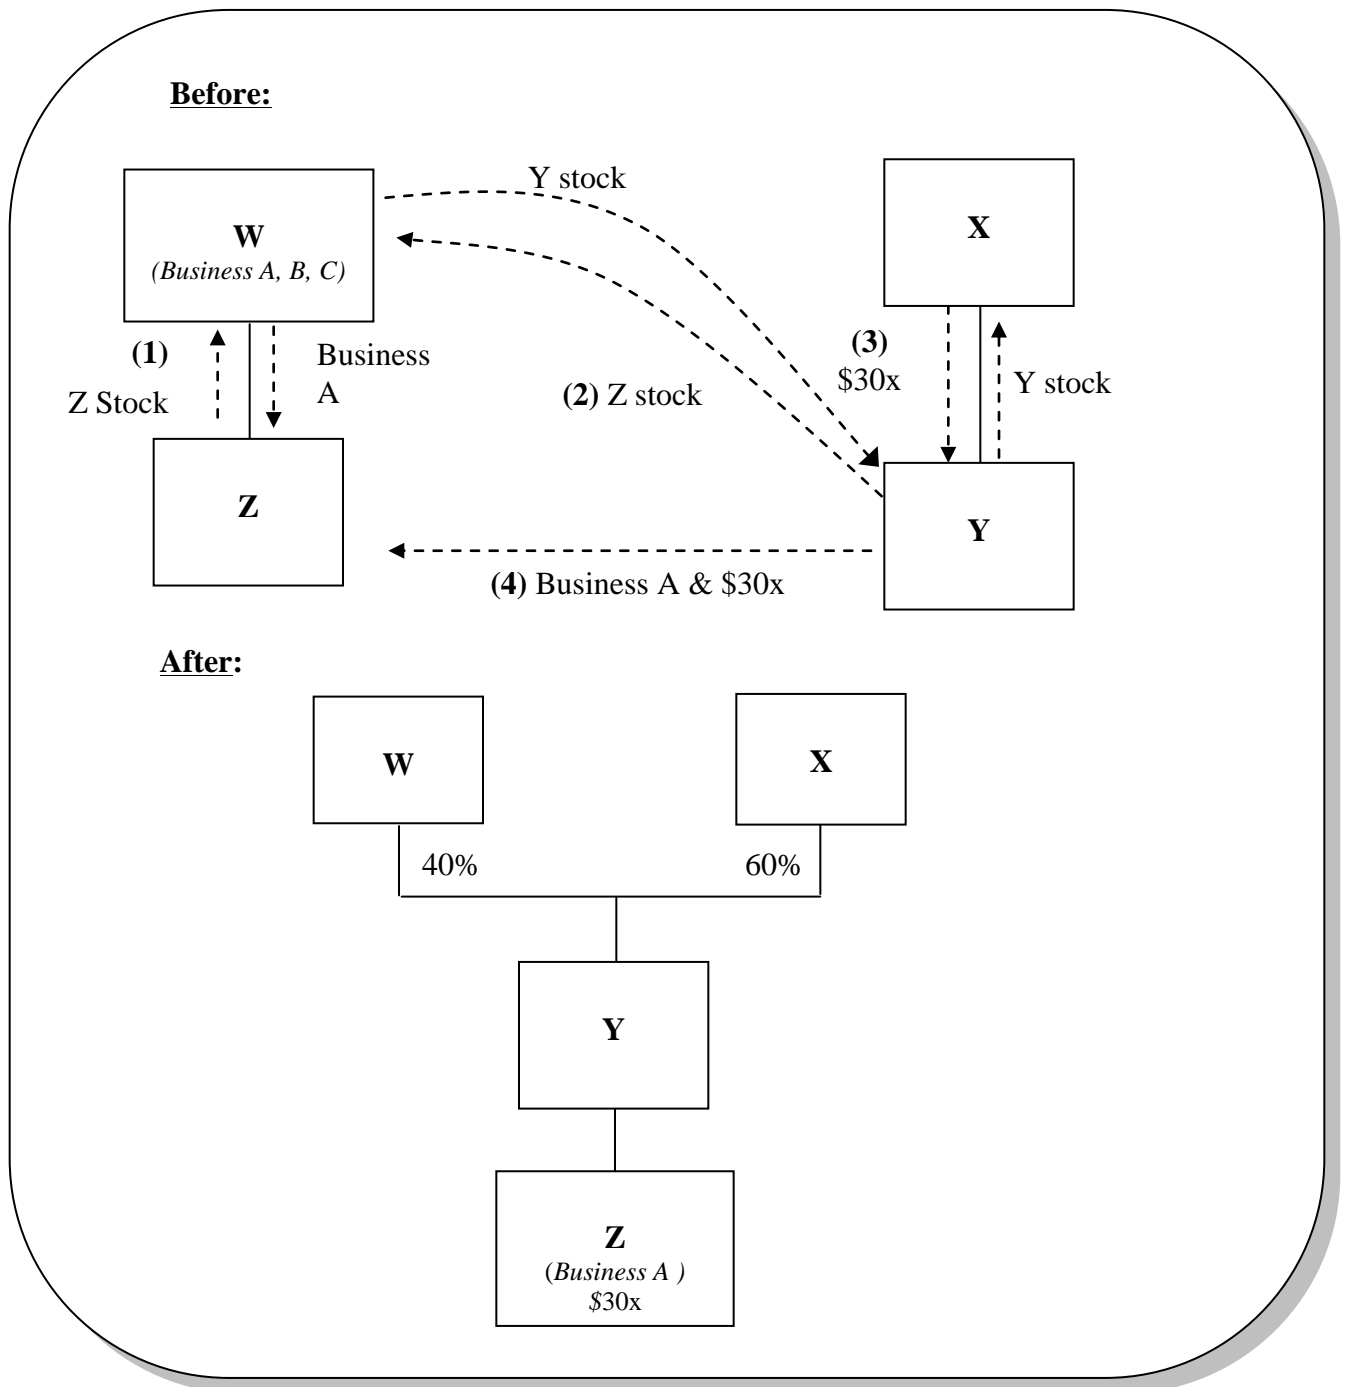 Before:
Y stock
W
(Business A, B, C)
X
(1)
Business
A
Z Stock
(2) Z stock
(3)
$30x
Y stock
Z
Y
(4) Business A & $30x
After:
W
X
40%
60%
Y
Z
(Business A )
$30x